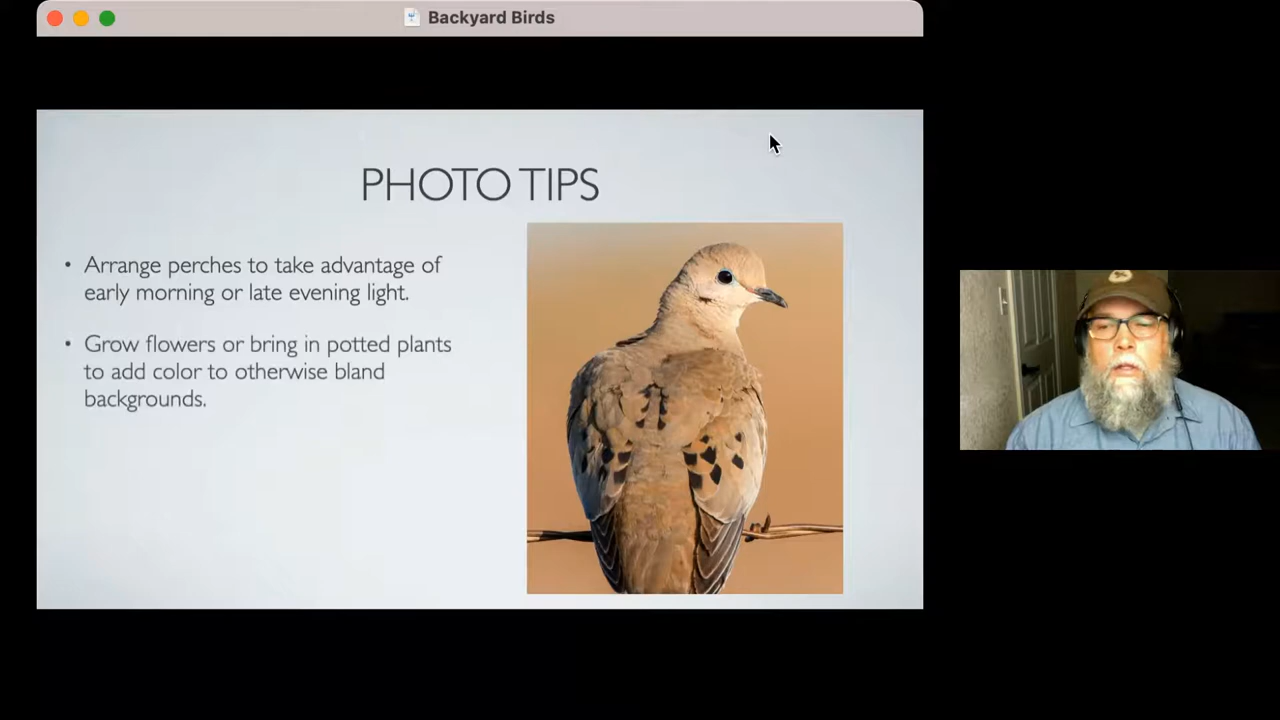 Backyard Birds
PHOTO TIPS
• Arrange perches to take advantage of
early morning or late evening light.
• Grow flowers or bring in potted plants
to add color to otherwise bland
backgrounds.